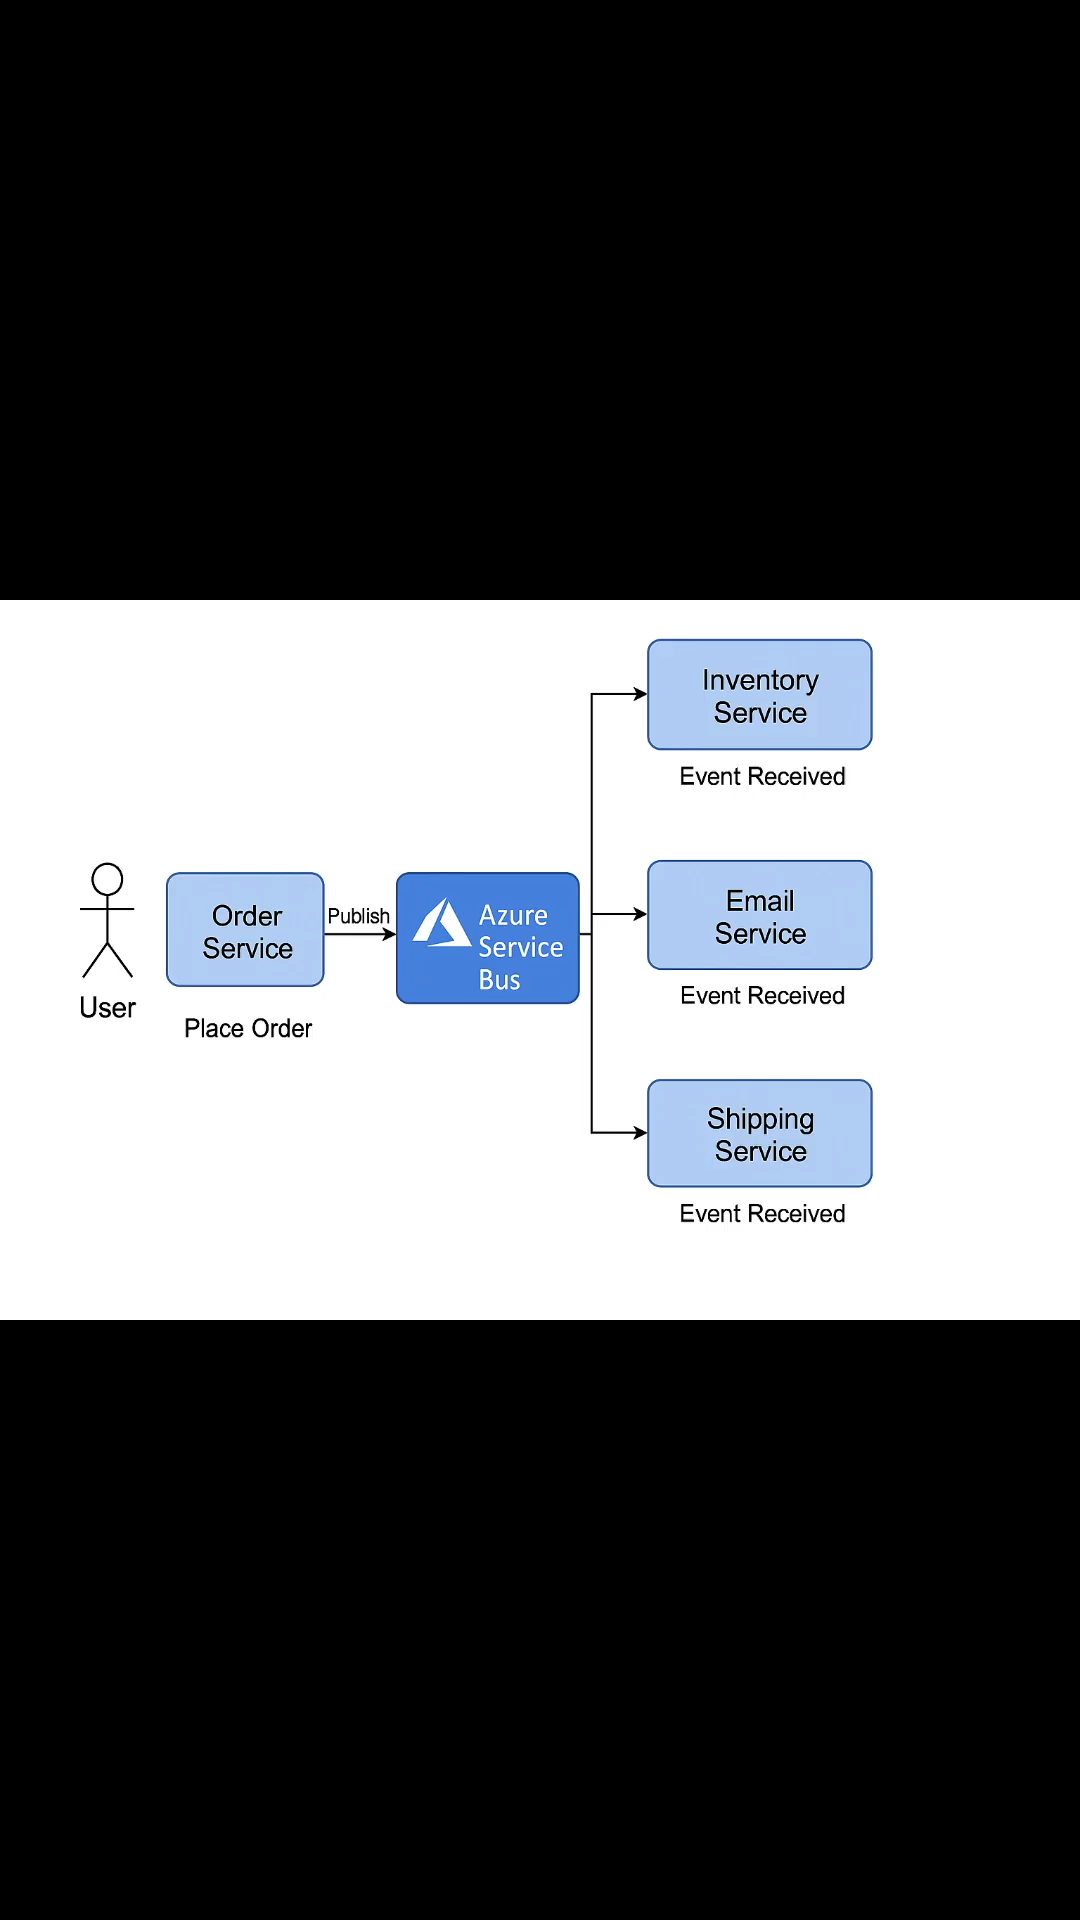 User
Order
Service
Place Order
Publish
Azure
Service
Bus
Inventory
Service
Event Received
Email
Service
Event Received
Shipping
Service
Event Received